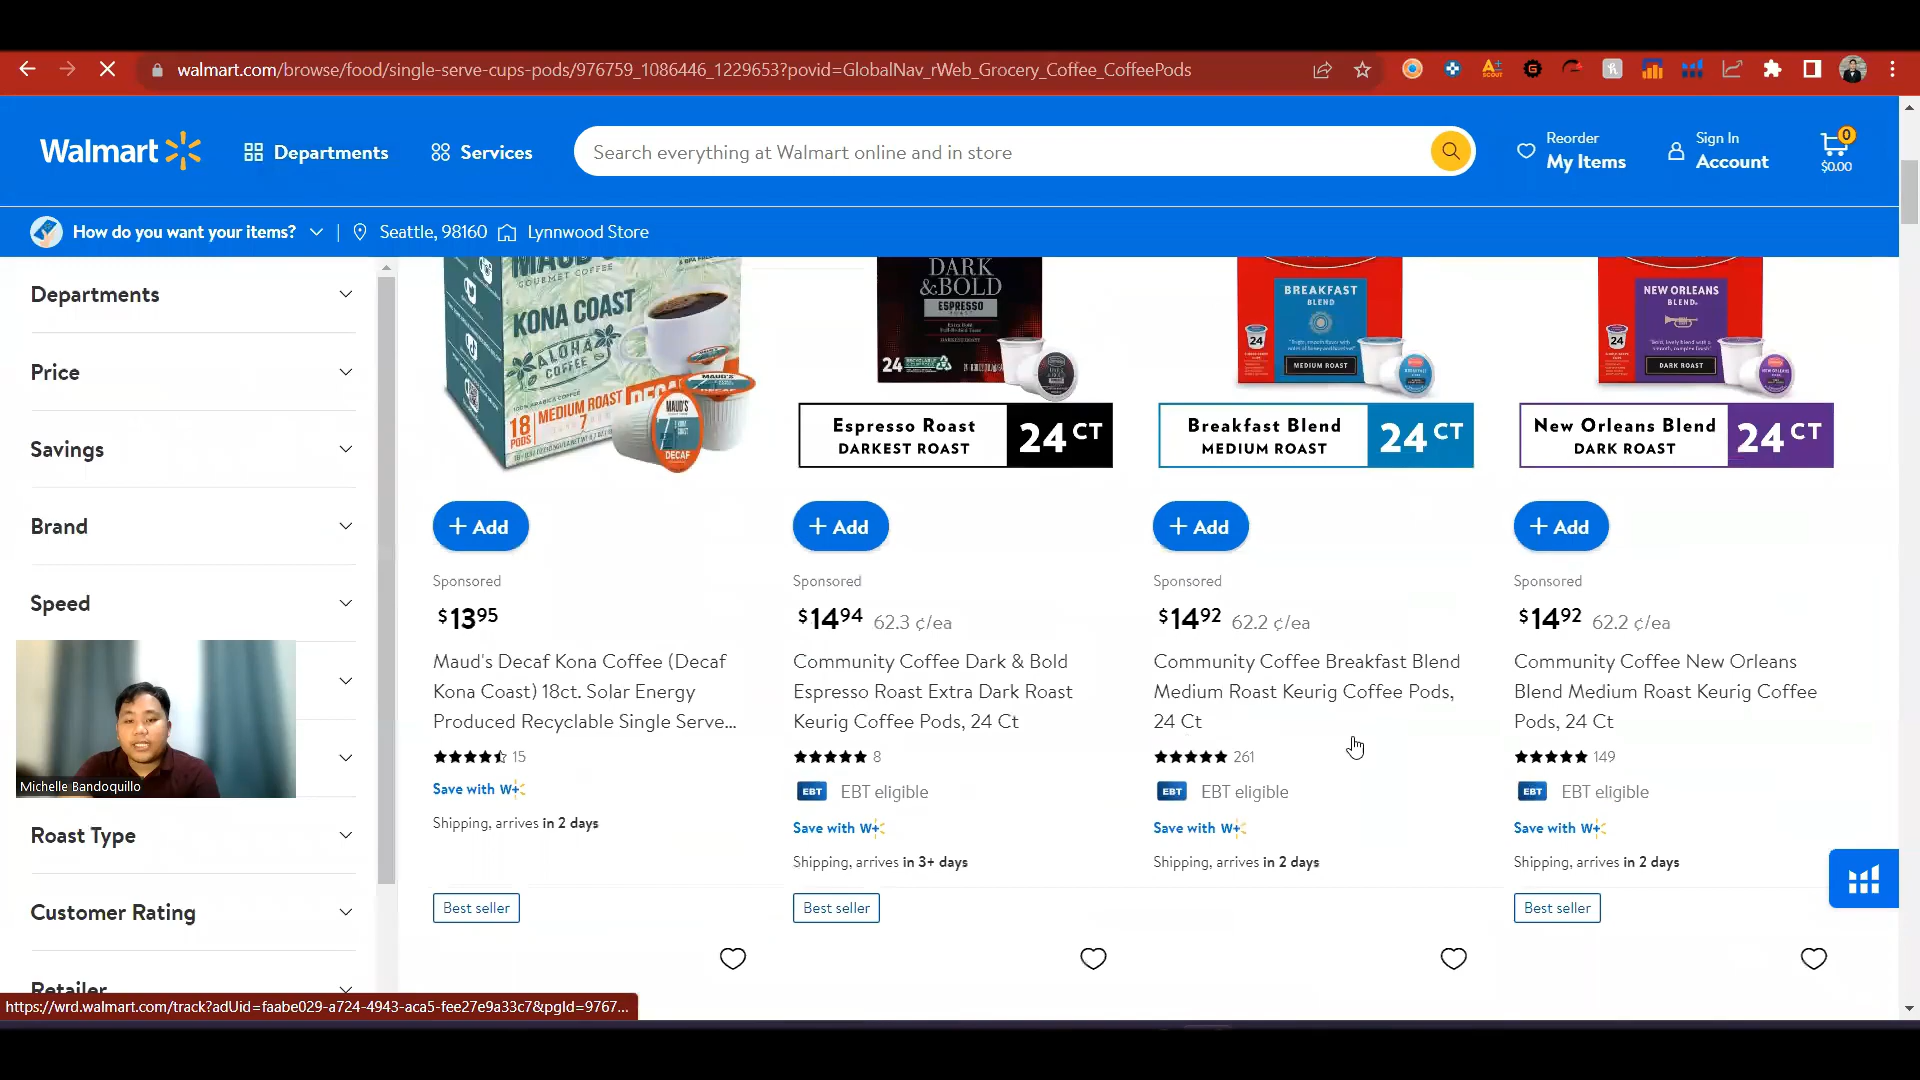 walmart.com/browse/food/single-serve-cups-pods/976759_1086446_1229653?povid=GlobalNav_rWeb_Grocery_Coffee_CoffeePods
Walmart
Departments
Services
Search everything at Walmart online and in store
Reorder
My Items
Sign In
Account
0
$0.00
How do you want your items?
Seattle, 98160
Lynnwood Store
Departments
Price
Savings
Brand
Speed
Michelle Bandoquillo
Roast Type
Customer Rating
Retailer
MAUD'S
GOURMET COFFEE
KONA COAST
ALOHA
COFFEE
100% ARABICA COFFEE
18 PODS
MEDIUM ROAST
7
DECAF
MAUD'S
DECAF
DARK
&BOLD
ESPRESSO
ROAST
24
Espresso Roast
DARKEST ROAST
24 CT
BREAKFAST
BLEND
24
MEDIUM ROAST
Breakfast Blend
MEDIUM ROAST
24 CT
NEW ORLEANS
BLEND
24
DARK ROAST
New Orleans Blend
DARK ROAST
24 CT
+ Add
+ Add
+ Add
+ Add
Sponsored
$13.95
Maud's Decaf Kona Coffee (Decaf
Kona Coast) 18ct. Solar Energy
Produced Recyclable Single Serve...
15
Save with W+
Shipping, arrives in 2 days
Best seller
Sponsored
$14.94 62.3 ¢/ea
Community Coffee Dark & Bold
Espresso Roast Extra Dark Roast
Keurig Coffee Pods, 24 Ct
8
EBT EBT eligible
Save with W+
Shipping, arrives in 3+ days
Best seller
Sponsored
$14.92 62.2 ¢/ea
Community Coffee Breakfast Blend
Medium Roast Keurig Coffee Pods,
24 Ct
261
EBT EBT eligible
Save with W+
Shipping, arrives in 2 days
Sponsored
$14.92 62.2 ¢/ea
Community Coffee New Orleans
Blend Medium Roast Keurig Coffee
Pods, 24 Ct
149
EBT EBT eligible
Save with W+
Shipping, arrives in 2 days
Best seller
https://wrd.walmart.com/track?adUid=faabe029-a724-4943-aca5-fee27e9a33c7&pgId=9767...